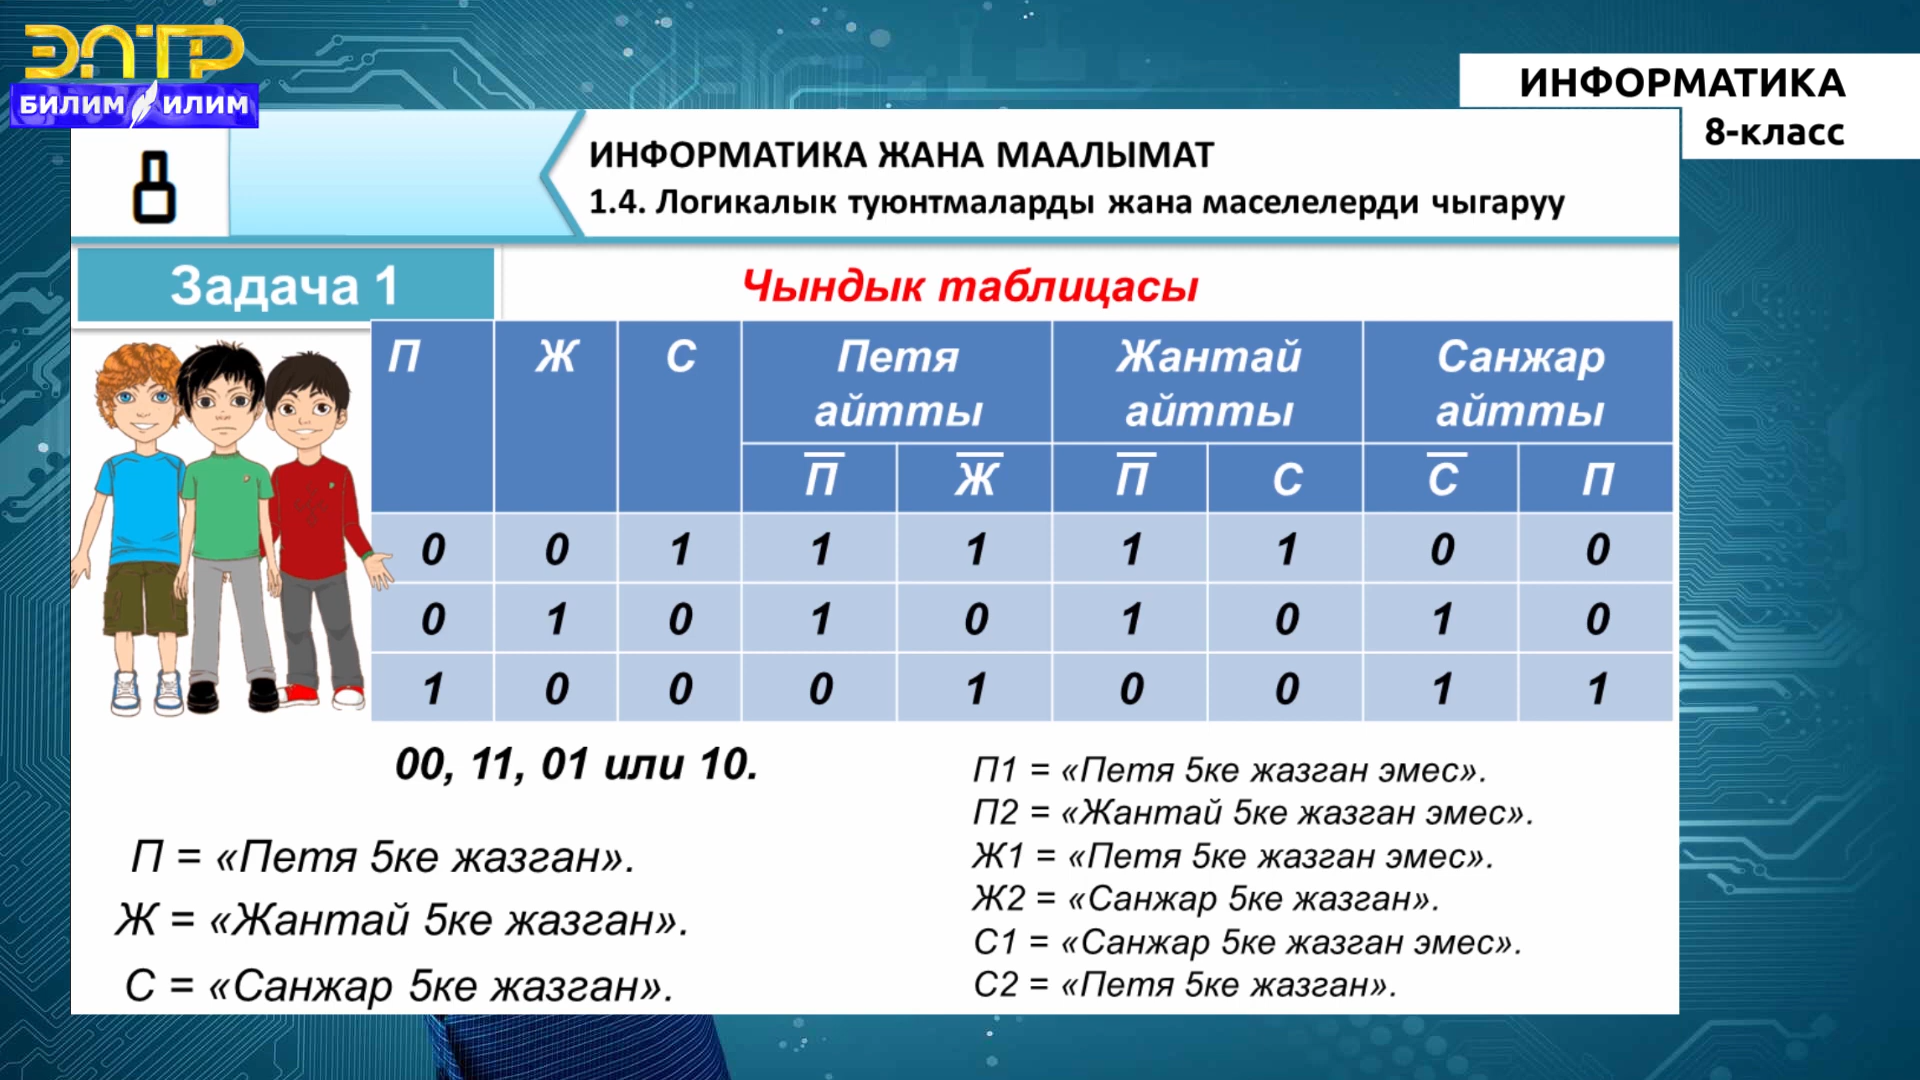 ЭЛТР
БИЛИМ ИЛИМ
ИНФОРМАТИКА
8-класс
8
ИНФОРМАТИКА ЖАНА МААЛЫМАТ
1.4. Логикалык туюнтмаларды жана маселелерди чыгаруу
Задача 1
Чындык таблицасы
П Ж С Петя айтты Жантай айтты Санжар айтты
П̅ Ж̅ П̅ С С̅ П
0 0 1 1 1 1 1 0 0
0 1 0 1 0 1 0 1 0
1 0 0 0 1 0 0 1 1
00, 11, 01 или 10.
П = «Петя 5ке жазган».
Ж = «Жантай 5ке жазган».
С = «Санжар 5ке жазган».
П1 = «Петя 5ке жазган эмес».
П2 = «Жантай 5ке жазган эмес».
Ж1 = «Петя 5ке жазган эмес».
Ж2 = «Санжар 5ке жазган».
С1 = «Санжар 5ке жазган эмес».
С2 = «Петя 5ке жазган».